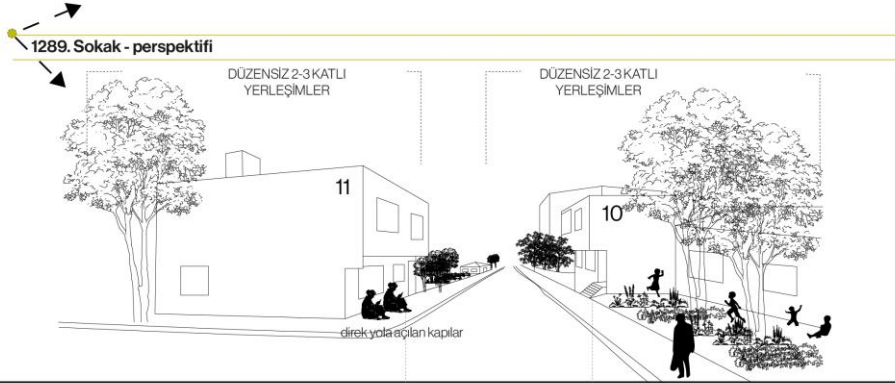 1289. Sokak - perspektifi
DÜZENSİZ 2-3 KATLI
YERLEŞİMLER
DÜZENSİZ 2-3 KATLI
YERLEŞİMLER
11
10
direk yola açılan kapılar